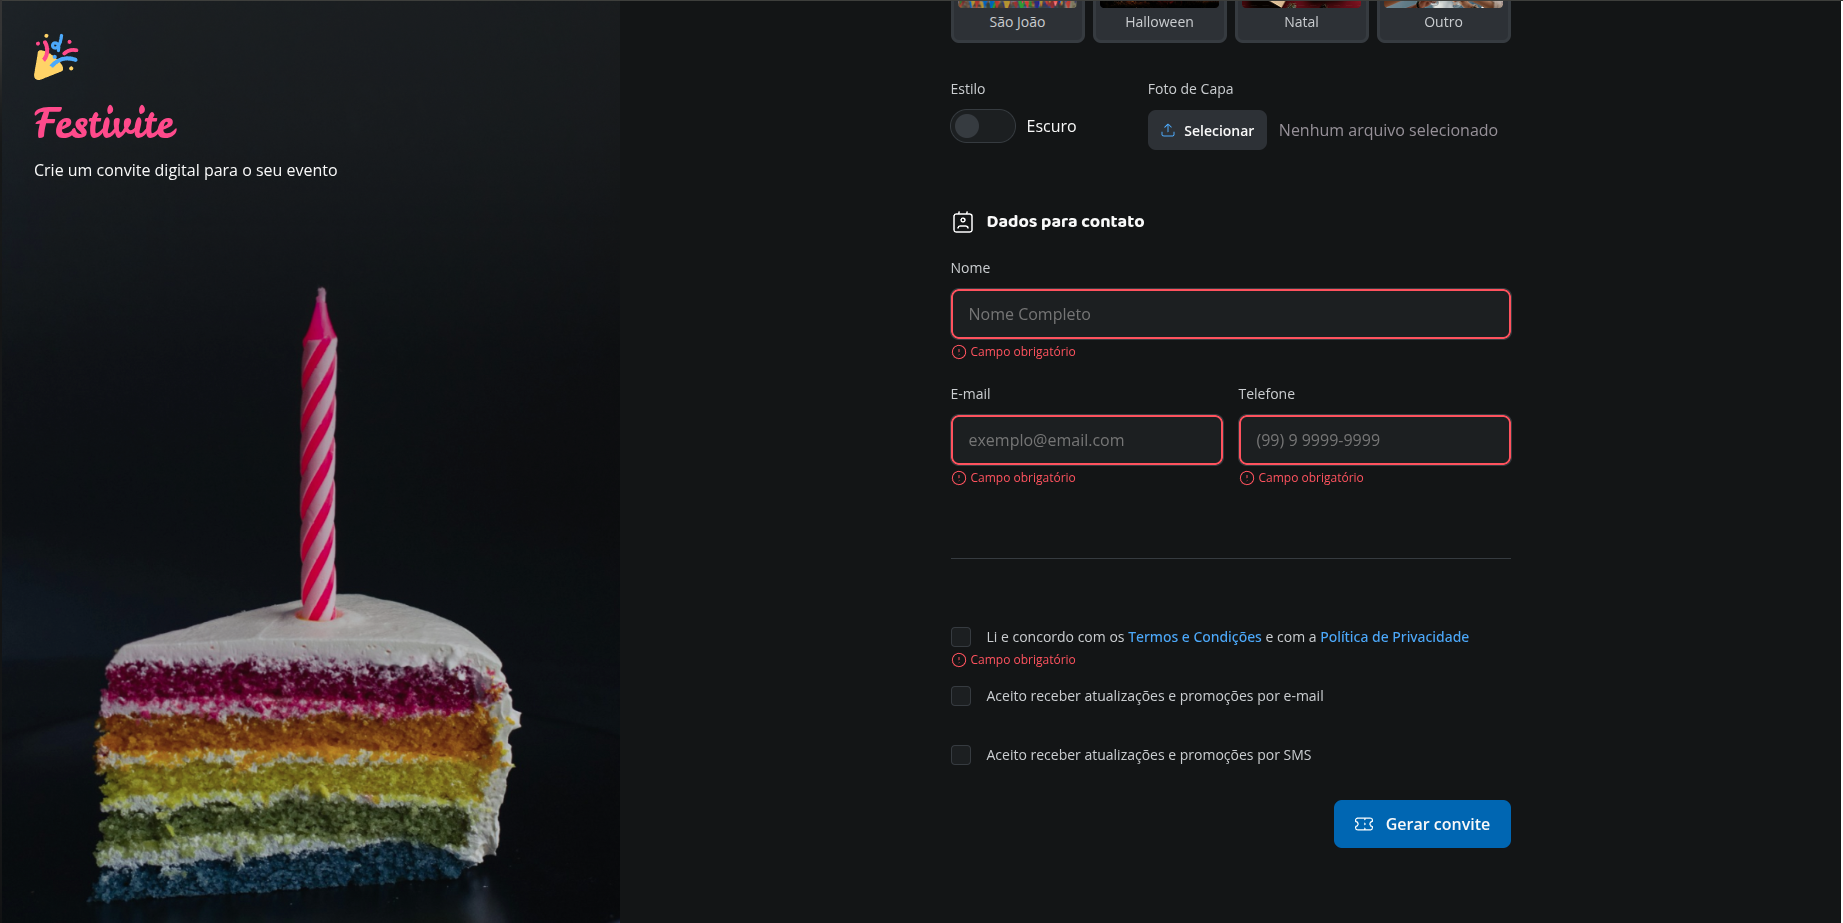 Festivite
Crie um convite digital para o seu evento
São João
Halloween
Natal
Outro
Estilo
Escuro
Foto de Capa
Selecionar
Nenhum arquivo selecionado
Dados para contato
Nome
Nome Completo
Campo obrigatório
E-mail
exemplo@email.com
Campo obrigatório
Telefone
(99) 9 9999-9999
Campo obrigatório
Li e concordo com os Termos e Condições e com a Política de Privacidade
Campo obrigatório
Aceito receber atualizações e promoções por e-mail
Aceito receber atualizações e promoções por SMS
Gerar convite